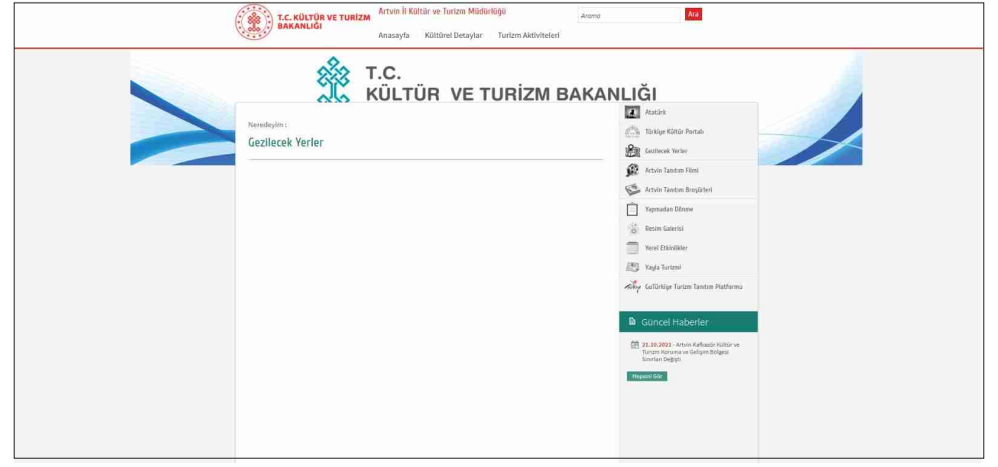 T.C. KÜLTÜR VE TURİZM
BAKANLIĞI
Artvin İl Kültür ve Turizm Müdürlüğü
Arama
Ara
Anasayfa Kültürel Detaylar Turizm Aktiviteleri
T.C.
KÜLTÜR VE TURİZM BAKANLIĞI
Neredeyim :
Gezilecek Yerler
Atatürk
Türkiye Kültür Portalı
Gezilecek Yerler
Artvin Tanıtım Filmi
Artvin Tanıtım Broşürleri
Yapmadan Dönme
Resim Galerisi
Yerel Etkinlikler
Yayla Turizmi
GoTürkiye Turizm Tanıtım Platformu
Güncel Haberler
21.10.2021 - Artvin Kafkasör Kültür ve
Turizm Koruma ve Gelişim Bölgesi
Sınırları Değişti
Hepsini Gör